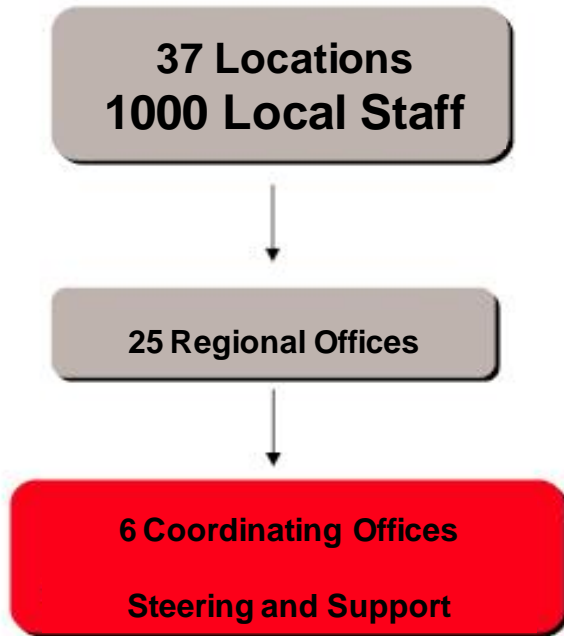 37 Locations
1000 Local Staff
25 Regional Offices
6 Coordinating Offices
Steering and Support